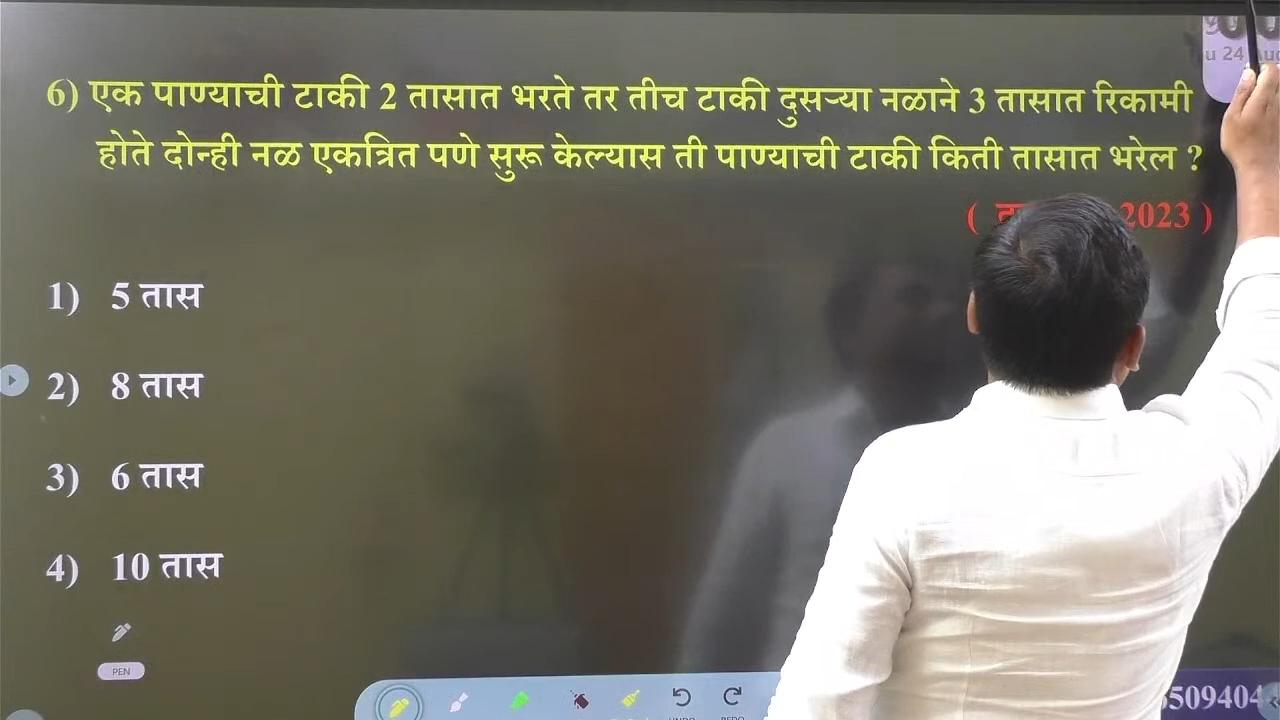 6) एक पाण्याची टाकी 2 तासात भरते तर तीच टाकी दुसऱ्या नळाने 3 तासात रिकामी
होते दोन्ही नळ एकत्रित पणे सुरू केल्यास ती पाण्याची टाकी किती तासात भरेल ?
( 2023 )
1) 5 तास
2) 8 तास
3) 6 तास
4) 10 तास
PEN